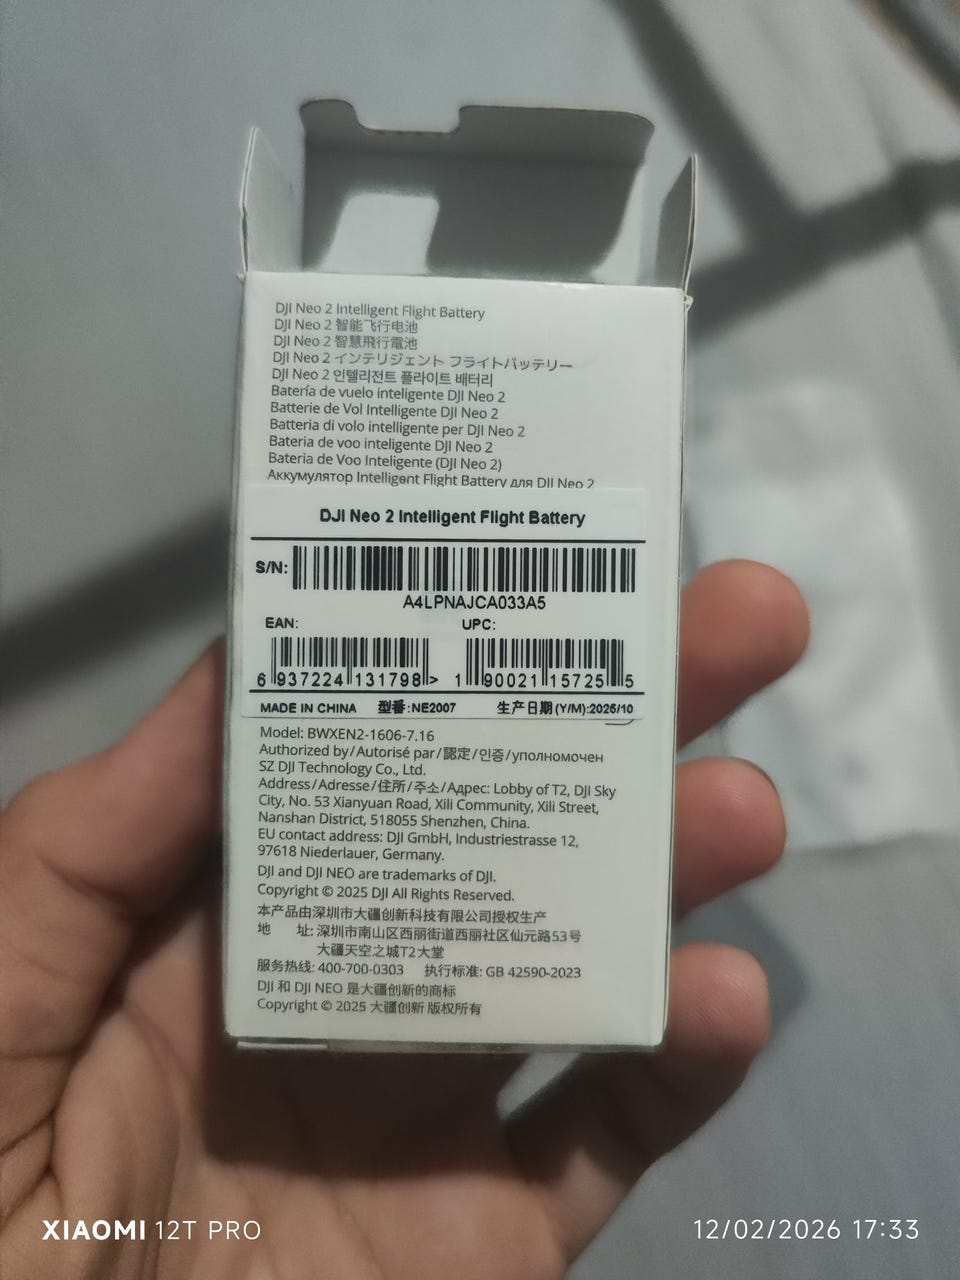 DJI Neo 2 Intelligent Flight Battery
DJI Neo 2 智能飞行电池
DJI Neo 2 智慧飛行電池
DJI Neo 2 インテリジェント フライトバッテリー
DJI Neo 2 인텔리전트 플라이트 배터리
Batería de vuelo inteligente DJI Neo 2
Batterie de Vol Intelligente DJI Neo 2
Batteria di volo intelligente per DJI Neo 2
Bateria de voo inteligente DJI Neo 2
Bateria de Voo Inteligente (DJI Neo 2)
Аккумулятор Intelligent Flight Battery для DJI Neo 2
DJI Neo 2 Intelligent Flight Battery
S/N:
A4LPNAJCA033A5
EAN: UPC:
6 937224 131798> 1 90021 15725 5
MADE IN CHINA 型番:NE2007 生产日期(Y/M):2025/10
Model: BWXEN2-1606-7.16
Authorized by/Autorisé par/認定/인증/уполномочен
SZ DJI Technology Co., Ltd.
Address/Adresse/住所/주소/Адрес: Lobby of T2, DJI Sky
City, No. 53 Xianyuan Road, Xili Community, Xili Street,
Nanshan District, 518055 Shenzhen, China.
EU contact address: DJI GmbH, Industriestrasse 12,
97618 Niederlauer, Germany.
DJI and DJI NEO are trademarks of DJI.
Copyright © 2025 DJI All Rights Reserved.
本产品由深圳市大疆创新科技有限公司授权生产
地 址: 深圳市南山区西丽街道西丽社区仙元路53号
大疆天空之城T2大堂
服务热线: 400-700-0303 执行标准: GB 42590-2023
DJI 和 DJI NEO 是大疆创新的商标
Copyright © 2025 大疆创新 版权所有
XIAOMI 12T PRO 12/02/2026 17:33